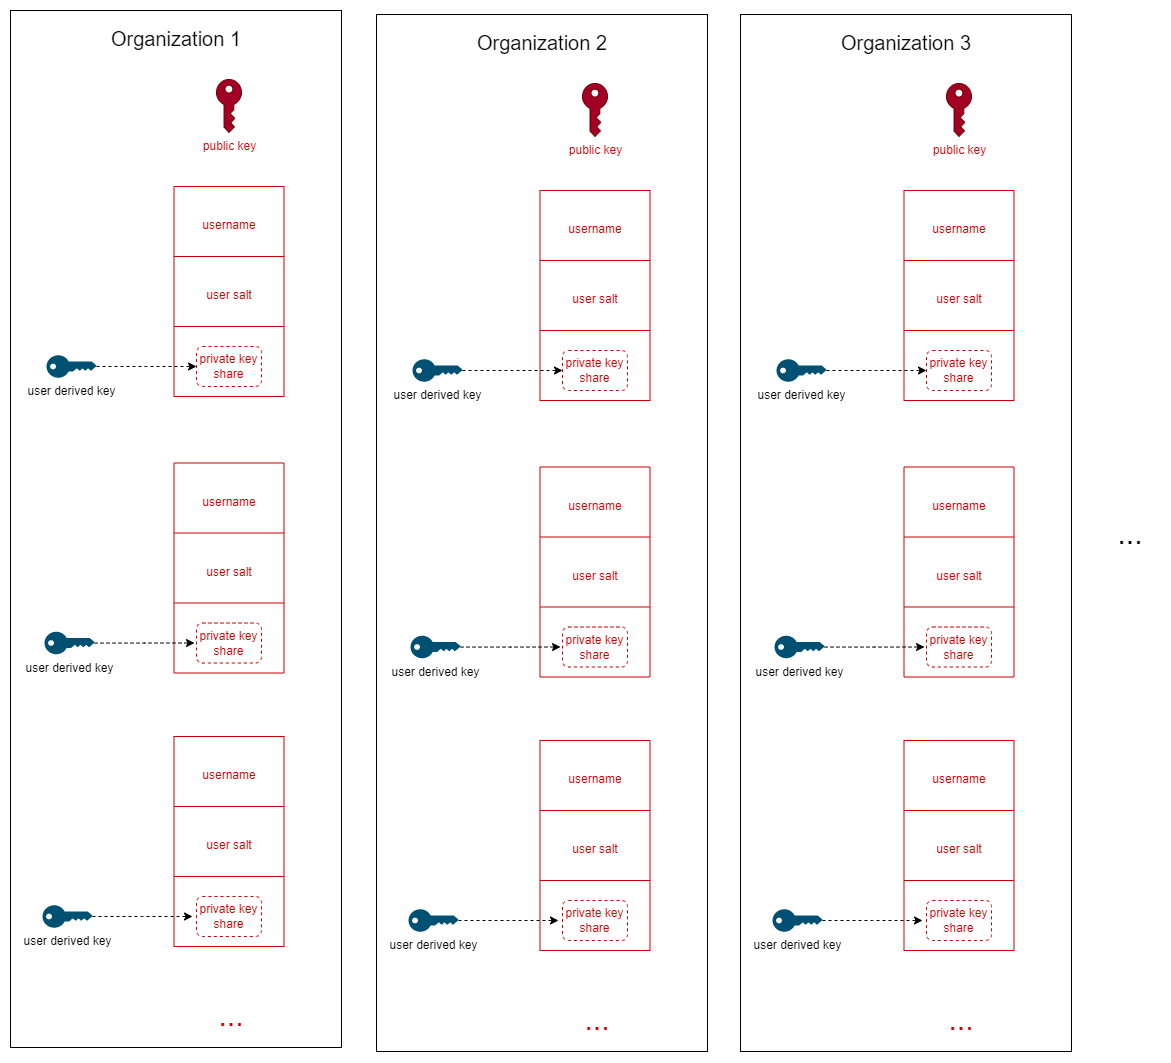 Organization 1
public key
username
user salt
private key
share
user derived key
username
user salt
private key
share
user derived key
username
user salt
private key
share
user derived key
...
Organization 2
public key
username
user salt
private key
share
user derived key
username
user salt
private key
share
user derived key
username
user salt
private key
share
user derived key
...
Organization 3
public key
username
user salt
private key
share
user derived key
username
user salt
private key
share
user derived key
username
user salt
private key
share
user derived key
...
...